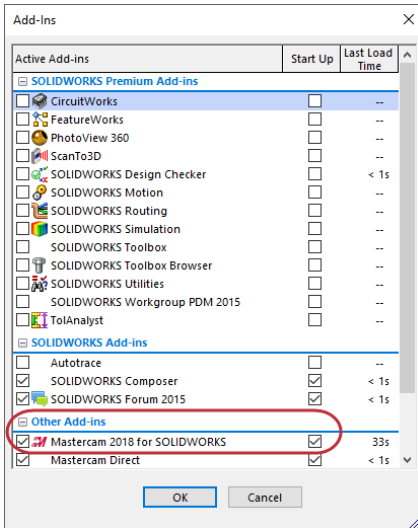 Add-Ins
Active Add-ins Start Up Last Load Time
SOLIDWORKS Premium Add-ins
CircuitWorks --
FeatureWorks --
PhotoView 360 --
ScanTo3D --
SOLIDWORKS Design Checker < 1s
SOLIDWORKS Motion --
SOLIDWORKS Routing --
SOLIDWORKS Simulation --
SOLIDWORKS Toolbox --
SOLIDWORKS Toolbox Browser --
SOLIDWORKS Utilities --
SOLIDWORKS Workgroup PDM 2015 --
TolAnalyst --
SOLIDWORKS Add-ins
Autotrace --
SOLIDWORKS Composer < 1s
SOLIDWORKS Forum 2015 < 1s
Other Add-ins
Mastercam 2018 for SOLIDWORKS 33s
Mastercam Direct < 1s
OK Cancel